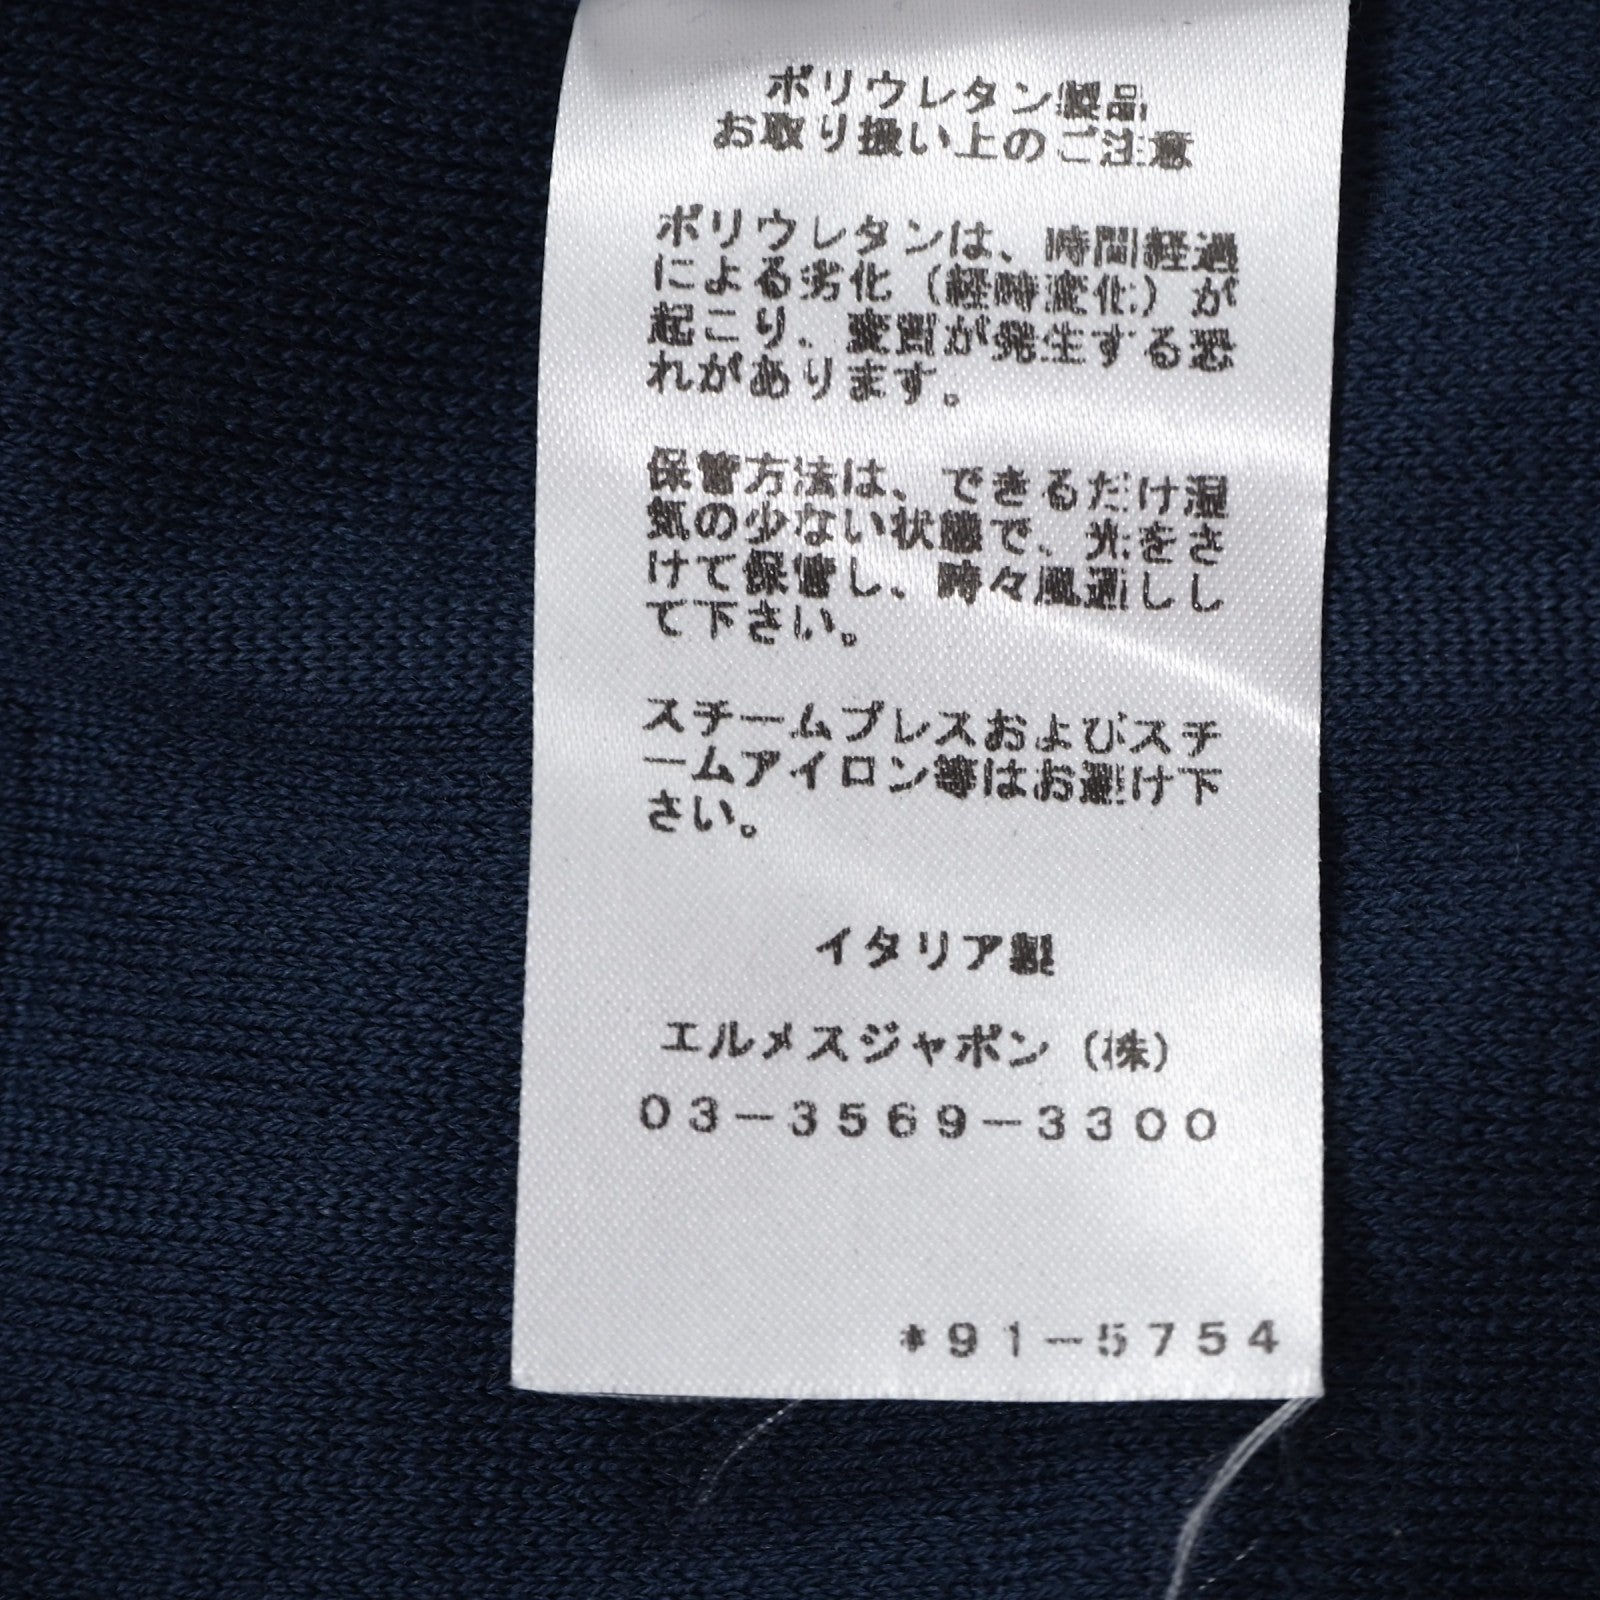 ポリウレタン製品
お取り扱い上のご注意
ポリウレタンは、時間経過
による劣化（経時変化）が
起こり、変質が発生する恐
れがあります。
保管方法は、できるだけ湿
気の少ない状態で、光をさ
けて保管し、時々風通しし
て下さい。
スチームプレスおよびスチ
ームアイロン等はお避け下
さい。
イタリア製
エルメスジャポン（株）
０３－３５６９－３３００
＊９１－５７５４